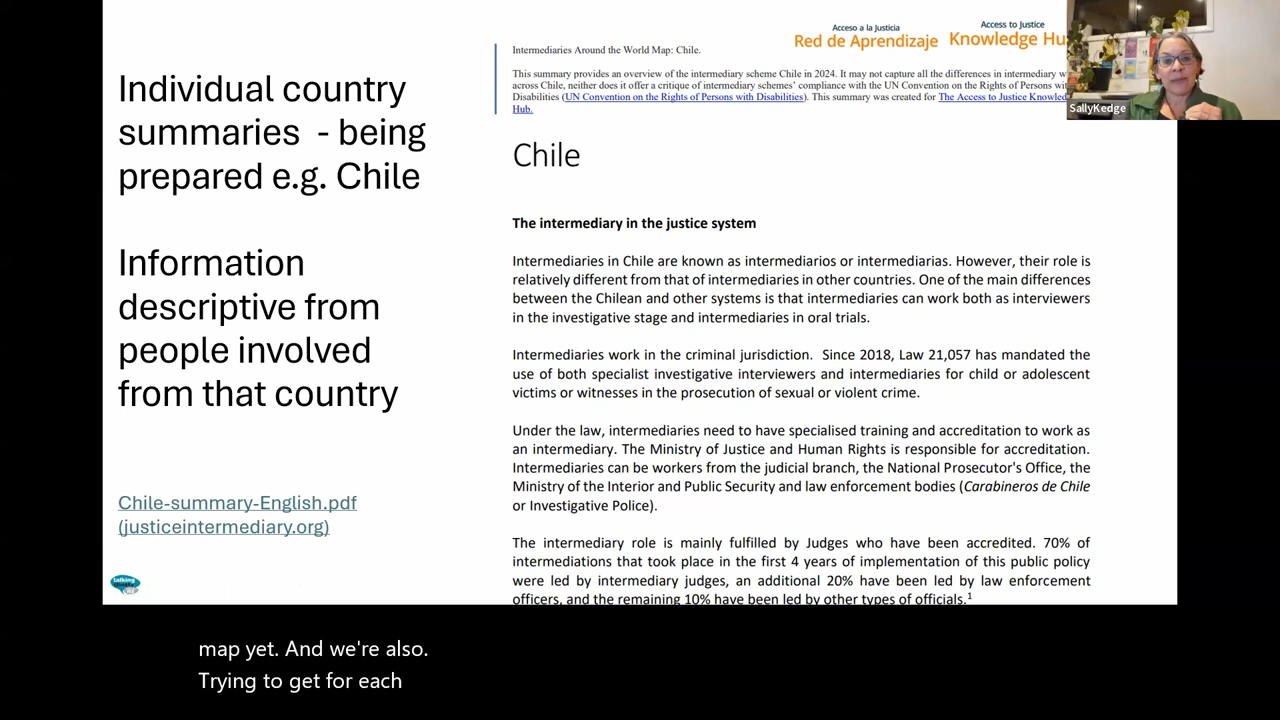 Individual country
summaries  - being
prepared e.g. Chile
Information
descriptive from
people involved
from that country
Chile-summary-English.pdf
(justiceintermediary.org)
talking
trouble
Acceso a la Justicia
Red de Aprendizaje
Access to Justice
Knowledge Hu
Intermediaries Around the World Map: Chile.
This summary provides an overview of the intermediary scheme Chile in 2024. It may not capture all the differences in intermediary
across Chile, neither does it offer a critique of intermediary schemes' compliance with the UN Convention on the Rights of Persons
Disabilities (UN Convention on the Rights of Persons with Disabilities). This summary was created for The Access to Justice Knowled
Hub.
Chile
The intermediary in the justice system
Intermediaries in Chile are known as intermediarios or intermediarias. However, their role is
relatively different from that of intermediaries in other countries. One of the main differences
between the Chilean and other systems is that intermediaries can work both as interviewers
in the investigative stage and intermediaries in oral trials.
Intermediaries work in the criminal jurisdiction.  Since 2018, Law 21,057 has mandated the
use of both specialist investigative interviewers and intermediaries for child or adolescent
victims or witnesses in the prosecution of sexual or violent crime.
Under the law, intermediaries need to have specialised training and accreditation to work as
an intermediary. The Ministry of Justice and Human Rights is responsible for accreditation.
Intermediaries can be workers from the judicial branch, the National Prosecutor's Office, the
Ministry of the Interior and Public Security and law enforcement bodies (Carabineros de Chile
or Investigative Police).
The intermediary role is mainly fulfilled by Judges who have been accredited. 70% of
intermediations that took place in the first 4 years of implementation of this public policy
were led by intermediary judges, an additional 20% have been led by law enforcement
officers, and the remaining 10% have been led by other types of officials.1
SallyKedge
map yet. And we're also.
Trying to get for each